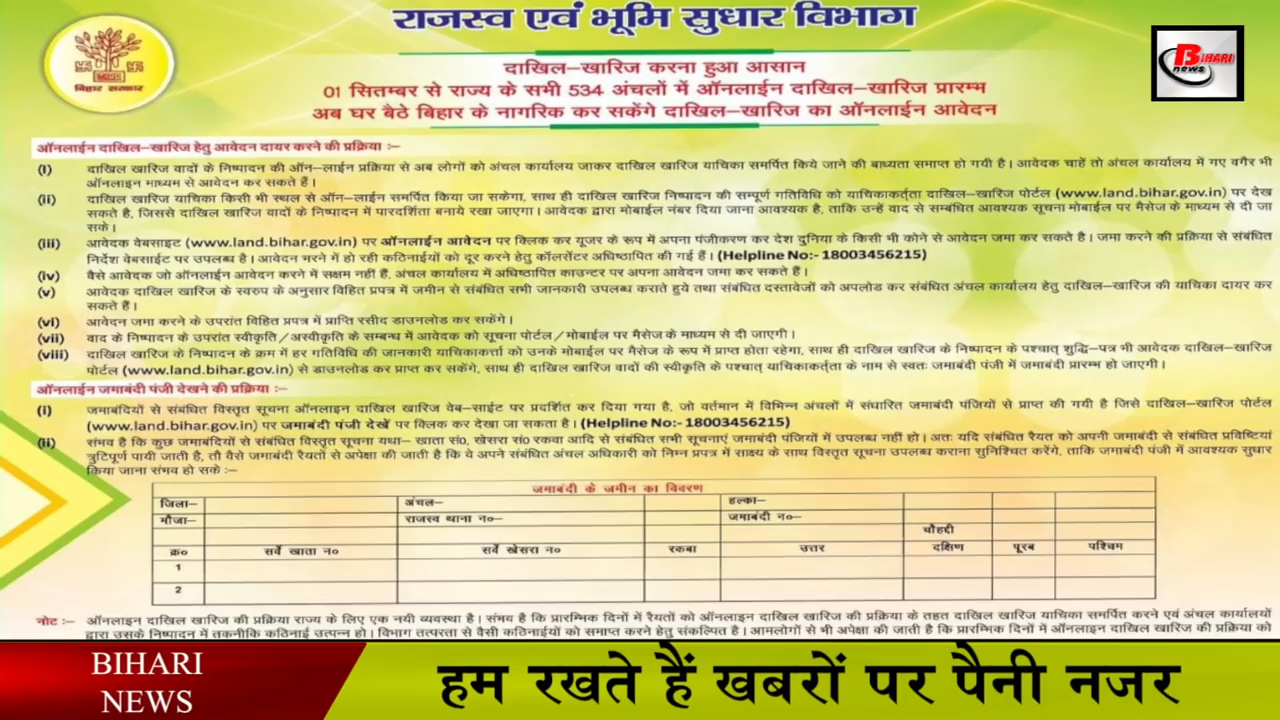 राजस्व एवं भूमि सुधार विभाग
बिहार सरकार
BIHARI
news
दाखिल–खारिज करना हुआ आसान
01 सितम्बर से राज्य के सभी 534 अंचलों में ऑनलाईन दाखिल–खारिज प्रारम्भ
अब घर बैठे बिहार के नागरिक कर सकेंगे दाखिल–खारिज का ऑनलाईन आवेदन
ऑनलाईन दाखिल–खारिज हेतु आवेदन दायर करने की प्रक्रिया :–
(i) दाखिल खारिज वादों के निष्पादन की ऑन–लाईन प्रक्रिया से अब लोगों को अंचल कार्यालय जाकर दाखिल खारिज याचिका समर्पित किये जाने की बाध्यता समाप्त हो गयी है। आवेदक चाहें तो अंचल कार्यालय में गए वगैर भी
ऑनलाइन माध्यम से आवेदन कर सकते हैं।
(ii) दाखिल खारिज याचिका किसी भी स्थल से ऑन–लाईन समर्पित किया जा सकेगा, साथ ही दाखिल खारिज निष्पादन की सम्पूर्ण गतिविधि को याचिकाकर्त्ता दाखिल–खारिज पोर्टल (www.land.bihar.gov.in) पर देख
सकते है, जिससे दाखिल खारिज वादों के निष्पादन में पारदर्शिता बनाये रखा जाएगा। आवेदक द्वारा मोबाईल नंबर दिया जाना आवश्यक है, ताकि उन्हें वाद से सम्बंधित आवश्यक सूचना मोबाईल पर मैसेज के माध्यम से दी जा
सके।
(iii) आवेदक वेबसाइट (www.land.bihar.gov.in) पर ऑनलाईन आवेदन पर क्लिक कर यूजर के रूप में अपना पंजीकरण कर देश दुनिया के किसी भी कोने से आवेदन जमा कर सकते है। जमा करने की प्रक्रिया से संबंधित
निर्देश वेबसाईट पर उपलब्ध है। आवेदन भरने में हो रही कठिनाईयों को दूर करने हेतु कॉलसेंटर अधिष्ठापित की गई हैं। (Helpline No:- 18003456215)
(iv) वैसे आवेदक जो ऑनलाईन आवेदन करने में सक्षम नहीं हैं, अंचल कार्यालय में अधिष्ठापित काउन्टर पर अपना आवेदन जमा कर सकते हैं।
(v) आवेदक दाखिल खारिज के स्वरुप के अनुसार विहित प्रपत्र में जमीन से संबंधित सभी जानकारी उपलब्ध कराते हुये तथा संबंधित दस्तावेजों को अपलोड कर संबंधित अंचल कार्यालय हेतु दाखिल–खारिज की याचिका दायर कर
सकते हैं।
(vi) आवेदन जमा करने के उपरांत विहित प्रपत्र में प्राप्ति रसीद डाउनलोड कर सकेंगे।
(vii) वाद के निष्पादन के उपरांत स्वीकृति/अस्वीकृति के सम्बन्ध में आवेदक को सूचना पोर्टल/मोबाईल पर मैसेज के माध्यम से दी जाएगी।
(viii) दाखिल खारिज के निष्पादन के क्रम में हर गतिविधि की जानकारी याचिकाकर्त्ता को उनके मोबाईल पर मैसेज के रूप में प्राप्त होता रहेगा, साथ ही दाखिल खारिज के निष्पादन के पश्चात् शुद्धि–पत्र भी आवेदक दाखिल–खारिज
पोर्टल (www.land.bihar.gov.in) से डाउनलोड कर प्राप्त कर सकेंगे, साथ ही दाखिल खारिज वादों की स्वीकृति के पश्चात् याचिकाकर्त्ता के नाम से स्वतः जमाबंदी पंजी में जमाबंदी प्रारम्भ हो जाएगी।
ऑनलाईन जमाबंदी पंजी देखने की प्रक्रिया :–
(i) जमाबंदियों से संबंधित विस्तृत सूचना ऑनलाइन दाखिल खारिज वेब–साईट पर प्रदर्शित कर दिया गया है, जो वर्तमान में विभिन्न अंचलों में संधारित जमाबंदी पंजियों से प्राप्त की गयी है जिसे दाखिल–खारिज पोर्टल
(www.land.bihar.gov.in) पर जमाबंदी पंजी देखें पर क्लिक कर देखा जा सकता है। (Helpline No:- 18003456215)
(ii) संभव है कि कुछ जमाबंदियों से संबंधित विस्तृत सूचना यथा– खाता सं0, खेसरा सं0 रकवा आदि से संबंधित सभी सूचनाएं जमाबंदी पंजियों में उपलब्ध नहीं हो। अतः यदि संबंधित रैयत को अपनी जमाबंदी से संबंधित प्रविष्टियां
त्रुटिपूर्ण पायी जाती है, तौ वैसे जमाबंदी रैयतों से अपेक्षा की जाती है कि वे अपने संबंधित अंचल अधिकारी को निम्न प्रपत्र में साक्ष्य के साथ विस्तृत सूचना उपलब्ध कराना सुनिश्चित करेंगे, ताकि जमाबंदी पंजी में आवश्यक सुधार
किया जाना संभव हो सके :–
जमाबंदी के जमीन का विवरण
जिला– अंचल– हल्का–
मौजा– राजस्व थाना न०– जमाबंदी न०–
चौहद्दी
क्र० सर्वे खाता न० सर्वे खेसरा न० रकबा उत्तर दक्षिण पूरब पश्चिम
1
2
नोट :– ऑनलाईन दाखिल खारिज की प्रक्रिया राज्य के लिए एक नयी व्यवस्था है। संभव है कि प्रारम्भिक दिनों में रैयतों को ऑनलाईन दाखिल खारिज की प्रक्रिया के तहत दाखिल खारिज याचिका समर्पित करने एवं अंचल कार्यालयों
द्वारा उसके निष्पादन में तकनीकि कठिनाई उत्पन्न हो। विभाग तत्परता से वैसी कठिनाईयों को समाप्त करने हेतु संकल्पित है। आमलोगों से भी अपेक्षा की जाती है कि प्रारम्भिक दिनों में ऑनलाईन दाखिल खारिज की प्रक्रिया को
BIHARI
NEWS
हम रखते हैं खबरों पर पैनी नजर